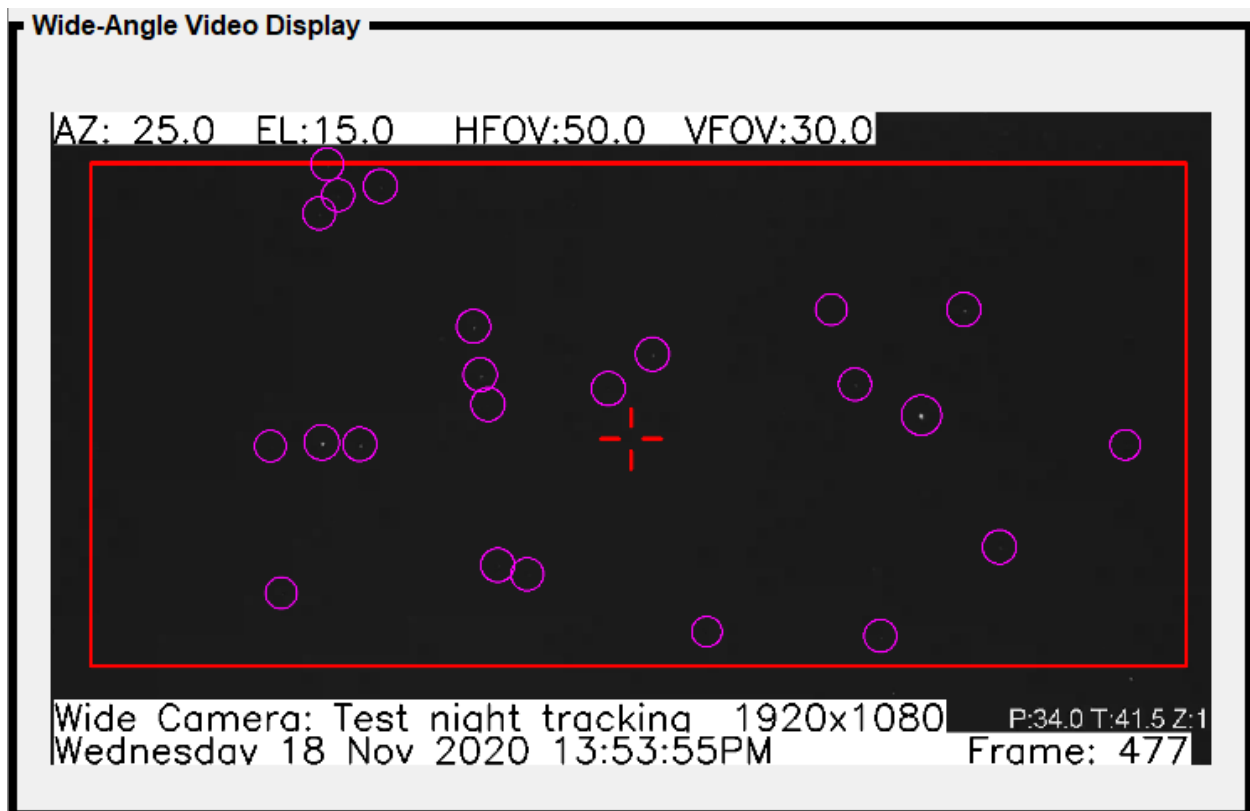 Wide-Angle Video Display
AZ: 25.0 EL:15.0 HFOV:50.0 VFOV:30.0
Wide Camera: Test night tracking 1920x1080
P:34.0 T:41.5 Z:1
Wednesday 18 Nov 2020 13:53:55PM
Frame: 477